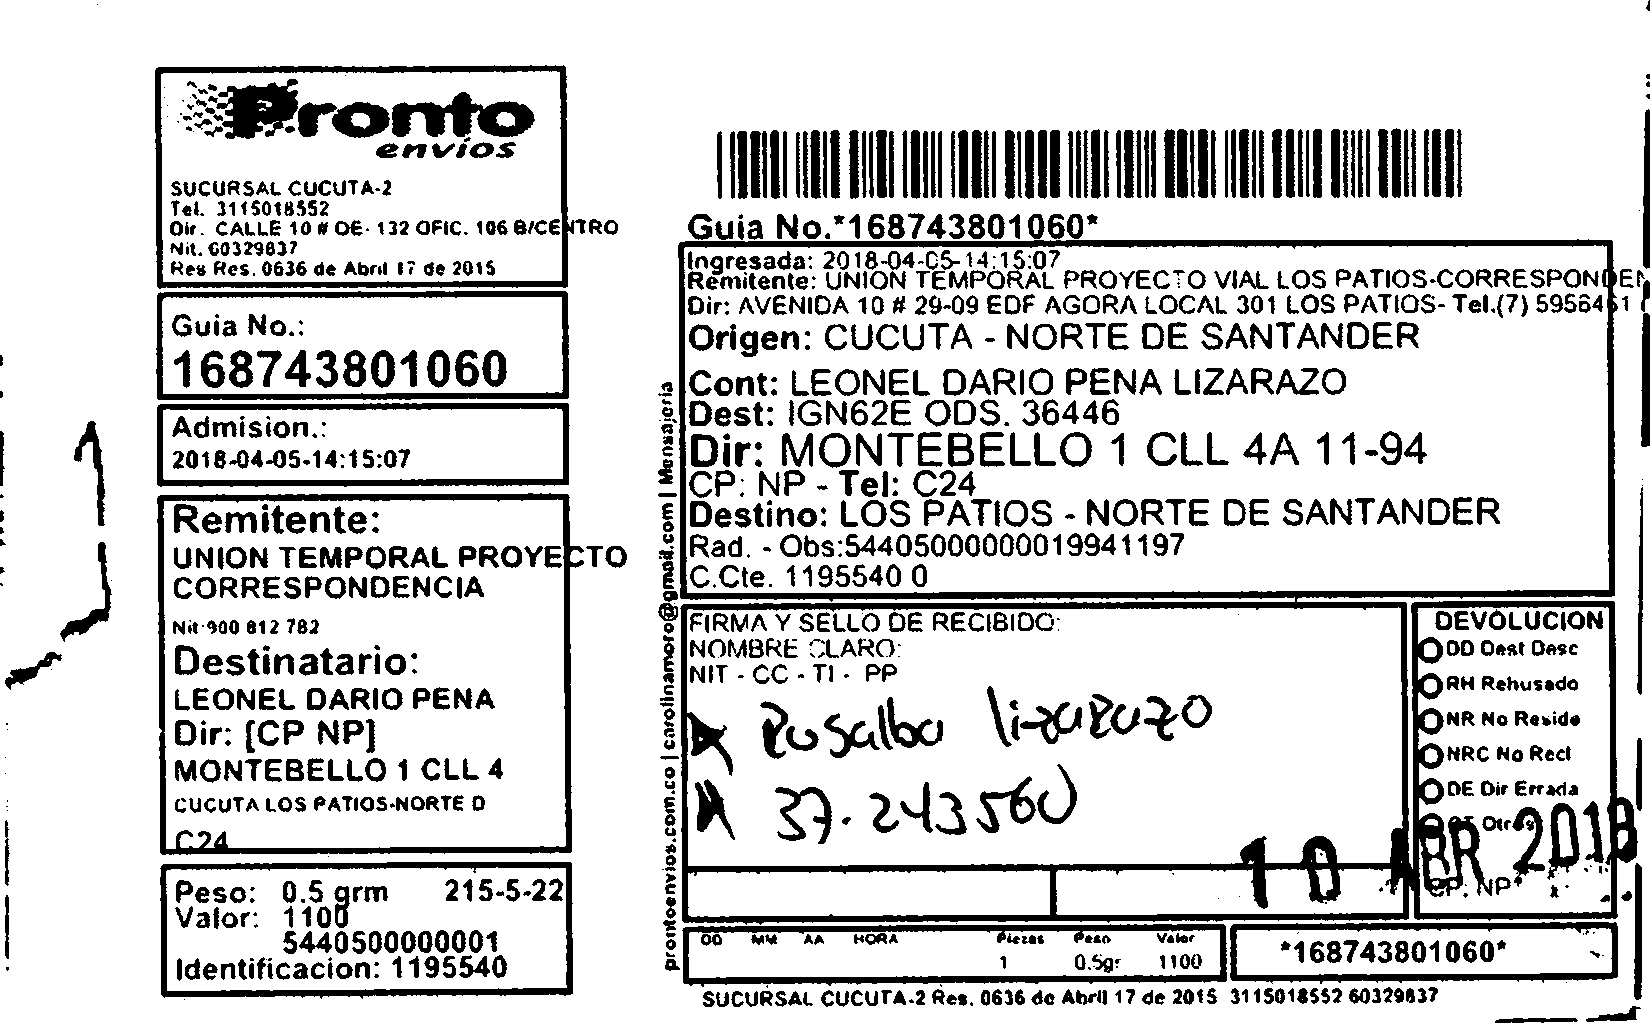 Pronto
envios
SUCURSAL CUCUTA-2
Tel. 3115018552
Dir. CALLE 10 # OE- 132 OFIC. 106 B/CENTRO
Nit. 60329837
Res Res. 0636 de Abril 17 de 2015
Guia No.:
168743801060
Admision.:
2018-04-05-14:15:07
Remitente:
UNION TEMPORAL PROYECTO
CORRESPONDENCIA
Nit:900 812 782
Destinatario:
LEONEL DARIO PENA
Dir: [CP NP]
MONTEBELLO 1 CLL 4
CUCUTA LOS PATIOS-NORTE D
C24
Peso: 0.5 grm 215-5-22
Valor: 1100
5440500000001
Identificacion: 1195540
prontoenvios.com.co | carolinamoro@gmail.com | Mensajeria
Guia No.*168743801060*
Ingresada: 2018-04-05-14:15:07
Remitente: UNION TEMPORAL PROYECTO VIAL LOS PATIOS-CORRESPONDEN
Dir: AVENIDA 10 # 29-09 EDF AGORA LOCAL 301 LOS PATIOS- Tel.(7)
Origen: CUCUTA - NORTE DE SANTANDER
Cont: LEONEL DARIO PENA LIZARAZO
Dest: IGN62E ODS. 36446
Dir: MONTEBELLO 1 CLL 4A 11-94
CP: NP - Tel: C24
Destino: LOS PATIOS - NORTE DE SANTANDER
Rad. - Obs:54405000000019941197
C.Cte. 1195540 0
FIRMA Y SELLO DE RECIBIDO:
NOMBRE CLARO:
NIT - CC - TI - PP
Rosalba lizarazo
37.243560
DEVOLUCION
DD Dest Desc
RH Rehusado
NR No Reside
NRC No Recl
DE Dir Errada
OT Otros
CP: NP
10 ABR 2018
DD MM AA HORA Piezas Peso Valor
1 0.5gr 1100
*168743801060*
SUCURSAL CUCUTA-2 Res. 0636 de Abril 17 de 2015 3115018552 60329837